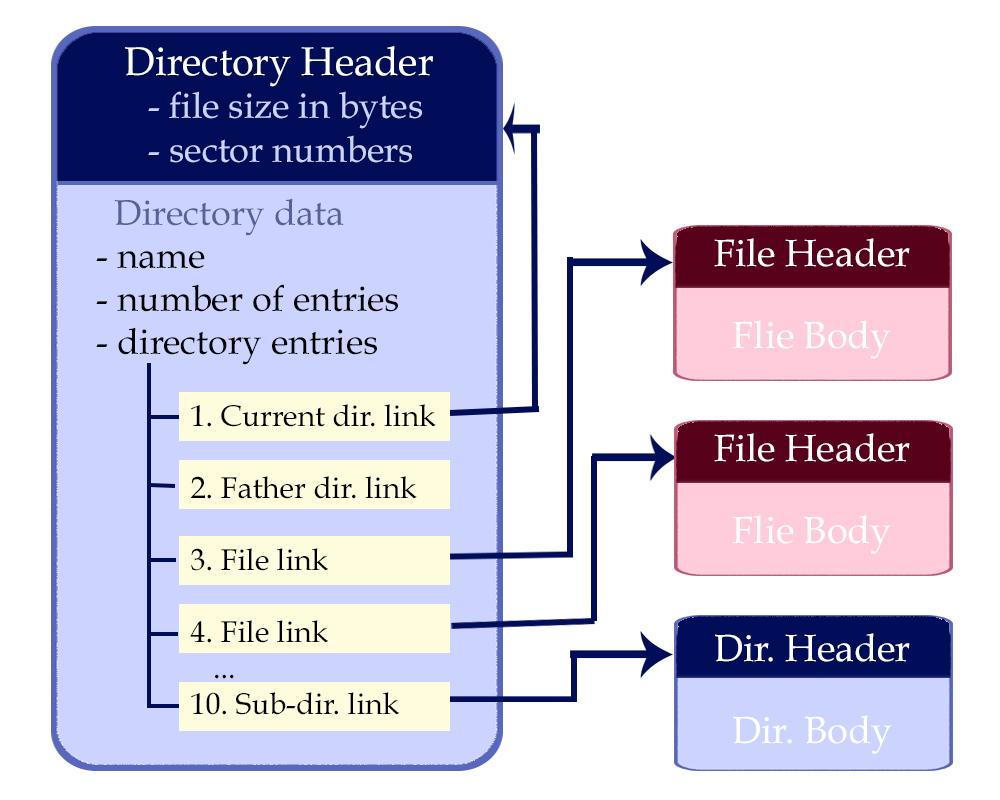 Directory Header
- file size in bytes
- sector numbers
Directory data
- name
- number of entries
- directory entries
1. Current dir. link
2. Father dir. link
3. File link
4. File link
...
10. Sub-dir. link
File Header
Flie Body
File Header
Flie Body
Dir. Header
Dir. Body